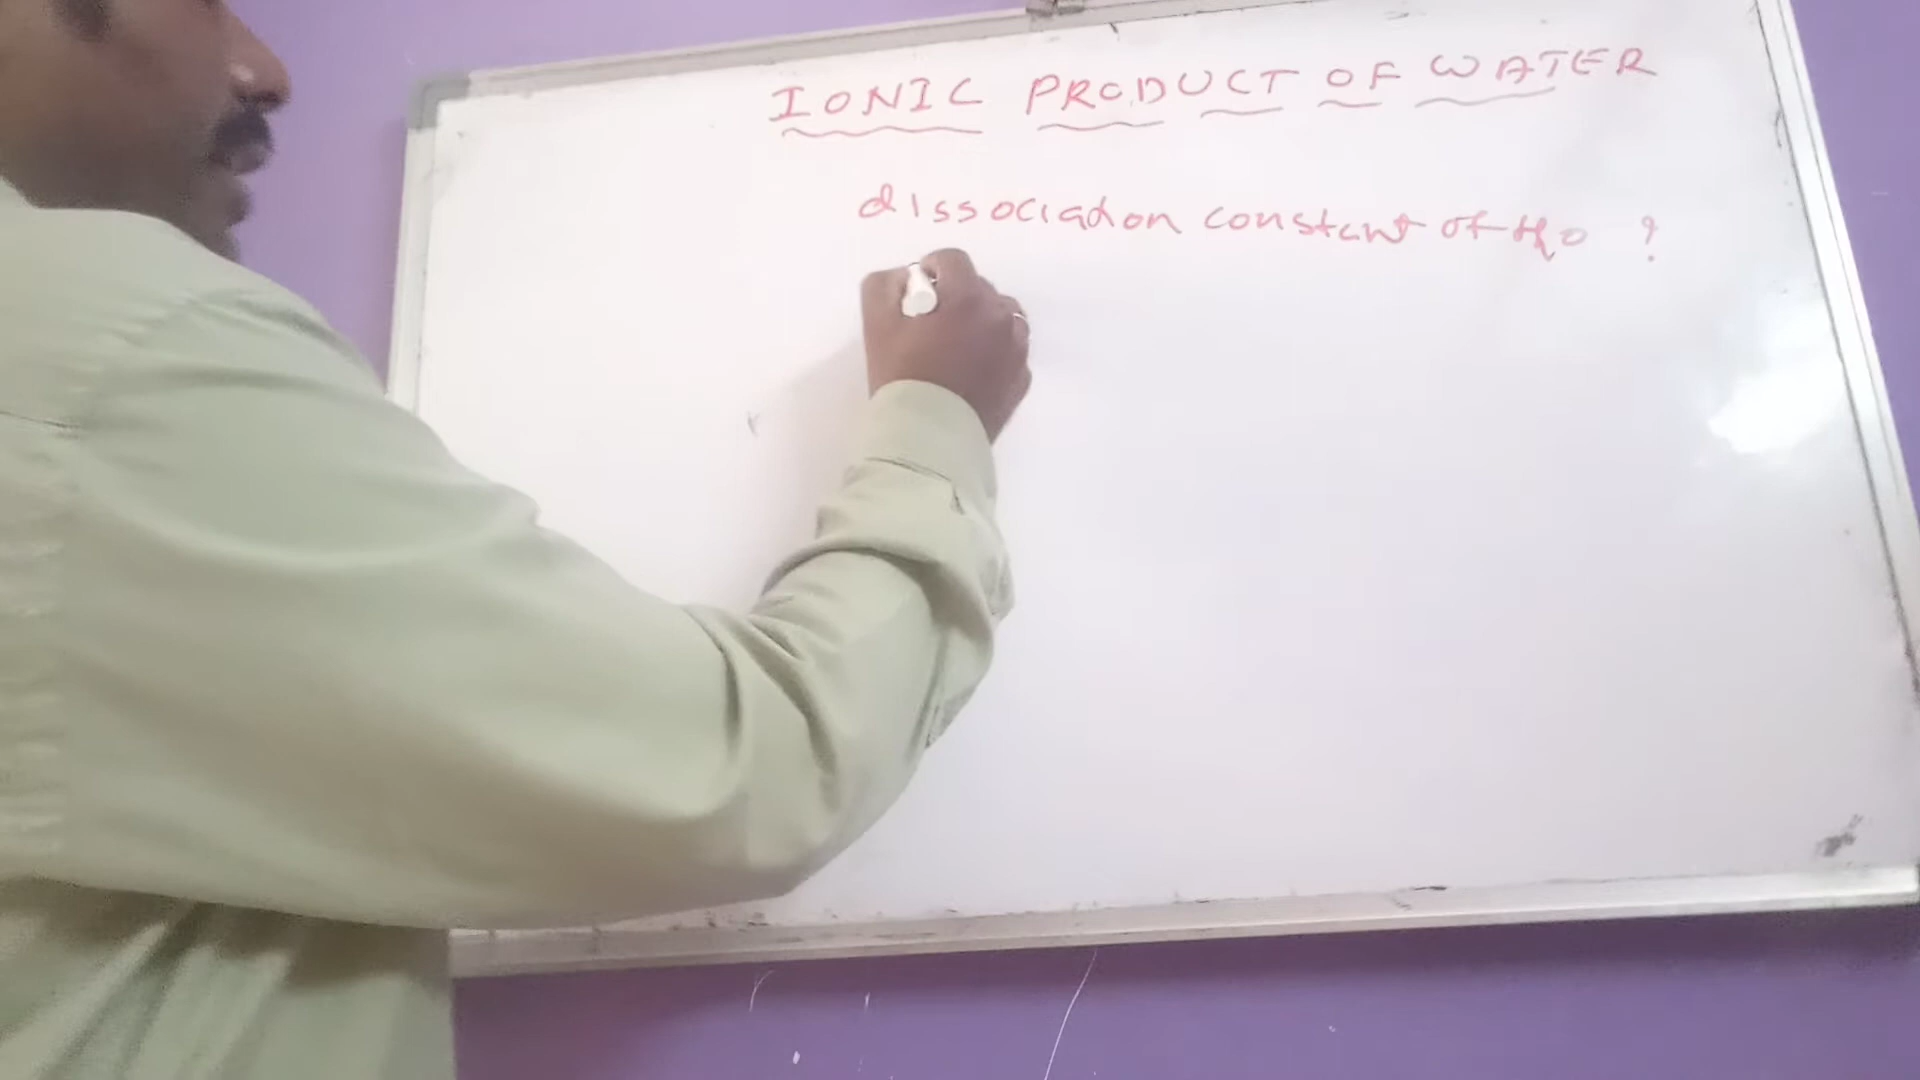 IONIC PRODUCT OF WATER
dissociation constant of H2O ?